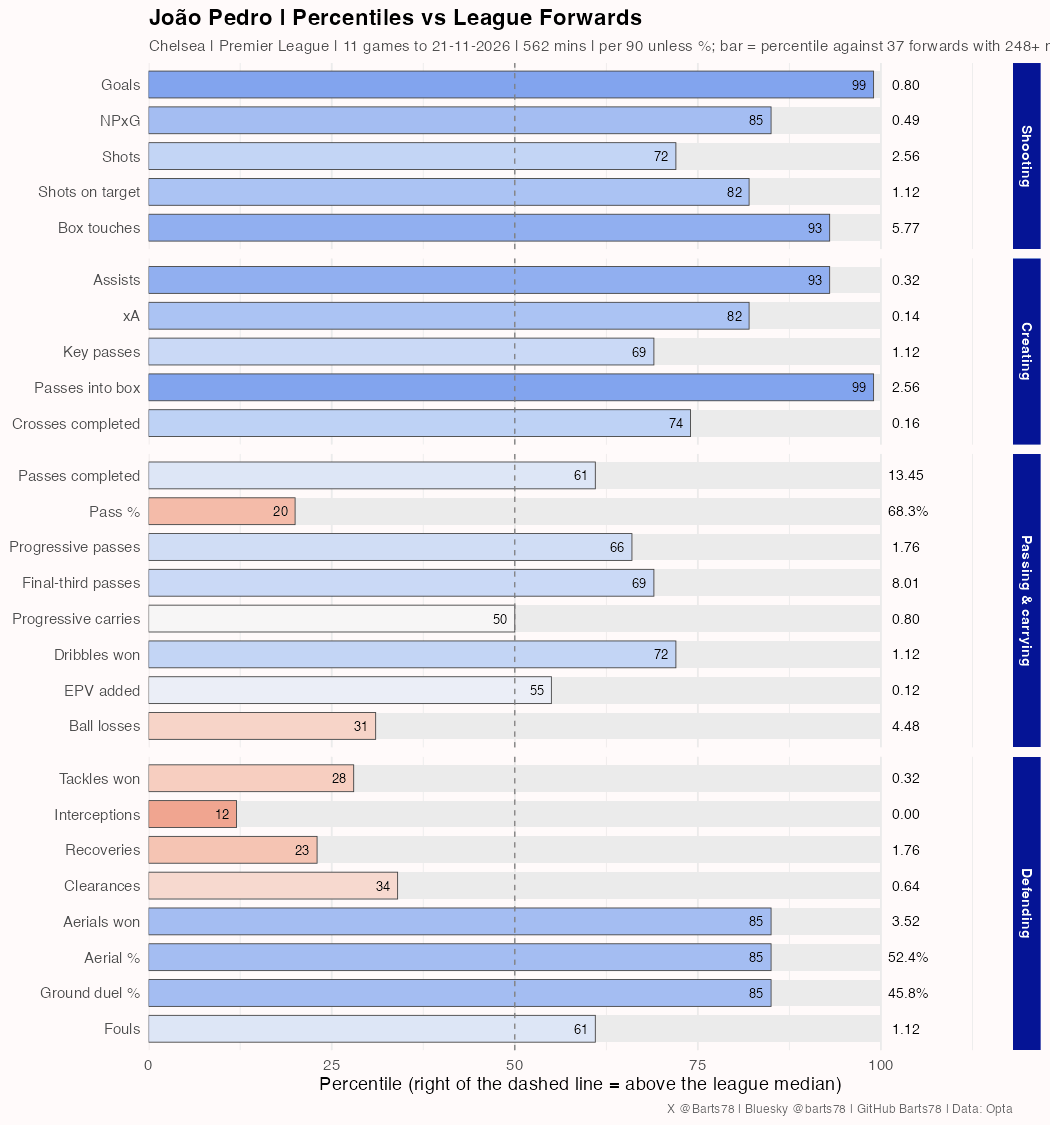 João Pedro | Percentiles vs League Forwards
Chelsea | Premier League | 11 games to 21-11-2026 | 562 mins | per 90 unless %; bar = percentile against 37 forwards with 248+
Goals 99 0.80
NPxG 85 0.49
Shots 72 2.56
Shots on target 82 1.12
Box touches 93 5.77
Shooting
Assists 93 0.32
xA 82 0.14
Key passes 69 1.12
Passes into box 99 2.56
Crosses completed 74 0.16
Creating
Passes completed 61 13.45
Pass % 20 68.3%
Progressive passes 66 1.76
Final-third passes 69 8.01
Progressive carries 50 0.80
Dribbles won 72 1.12
EPV added 55 0.12
Ball losses 31 4.48
Passing & carrying
Tackles won 28 0.32
Interceptions 12 0.00
Recoveries 23 1.76
Clearances 34 0.64
Aerials won 85 3.52
Aerial % 85 52.4%
Ground duel % 85 45.8%
Fouls 61 1.12
Defending
0 25 50 75 100
Percentile (right of the dashed line = above the league median)
X @Barts78 | Bluesky @barts78 | GitHub Barts78 | Data: Opta